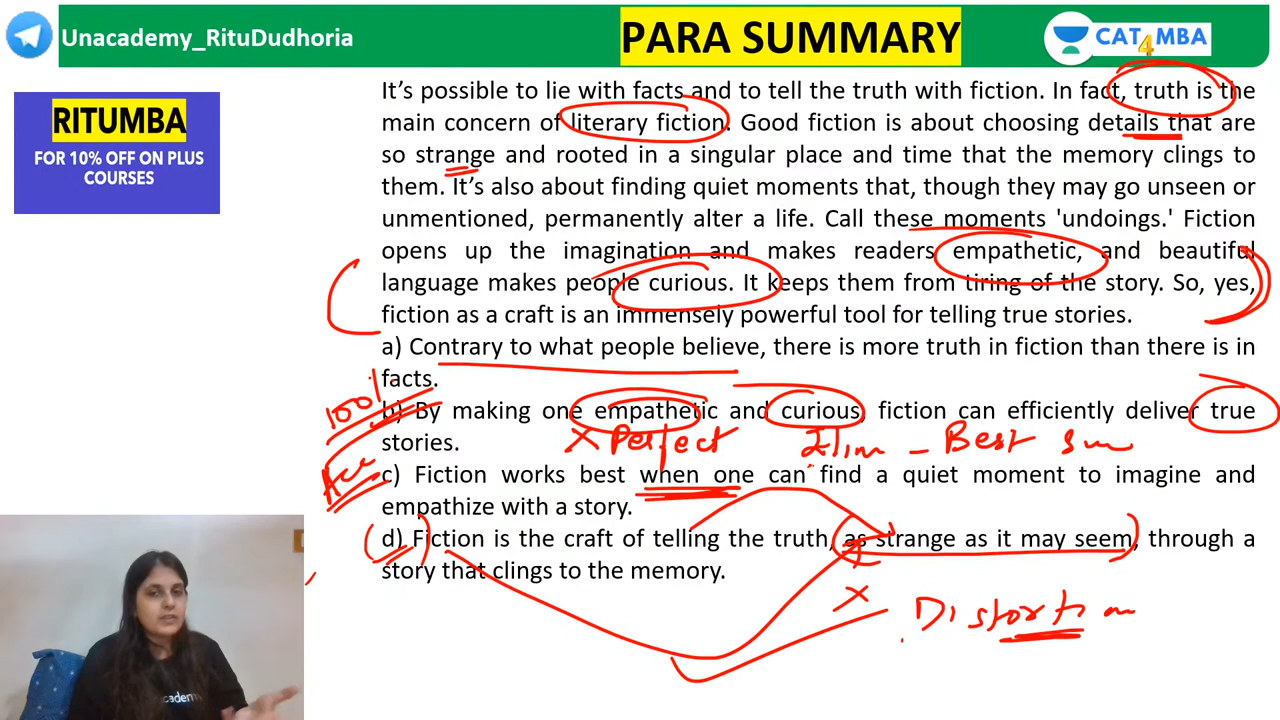 Unacademy_RituDudhoria
PARA SUMMARY
CAT4MBA
RITUMBA
FOR 10% OFF ON PLUS
COURSES
It’s possible to lie with facts and to tell the truth with fiction. In fact, truth is the
main concern of literary fiction. Good fiction is about choosing details that are
so strange and rooted in a singular place and time that the memory clings to
them. It’s also about finding quiet moments that, though they may go unseen or
unmentioned, permanently alter a life. Call these moments 'undoings.' Fiction
opens up the imagination and makes readers empathetic, and beautiful
language makes people curious. It keeps them from tiring of the story. So, yes,
fiction as a craft is an immensely powerful tool for telling true stories.
a) Contrary to what people believe, there is more truth in fiction than there is in
facts.
100%
b) By making one empathetic and curious, fiction can efficiently deliver true
stories.
X Perfect Elim - Best sum
Acc
c) Fiction works best when one can find a quiet moment to imagine and
empathize with a story.
d) Fiction is the craft of telling the truth, as strange as it may seem, through a
story that clings to the memory.
X Distortion
academy